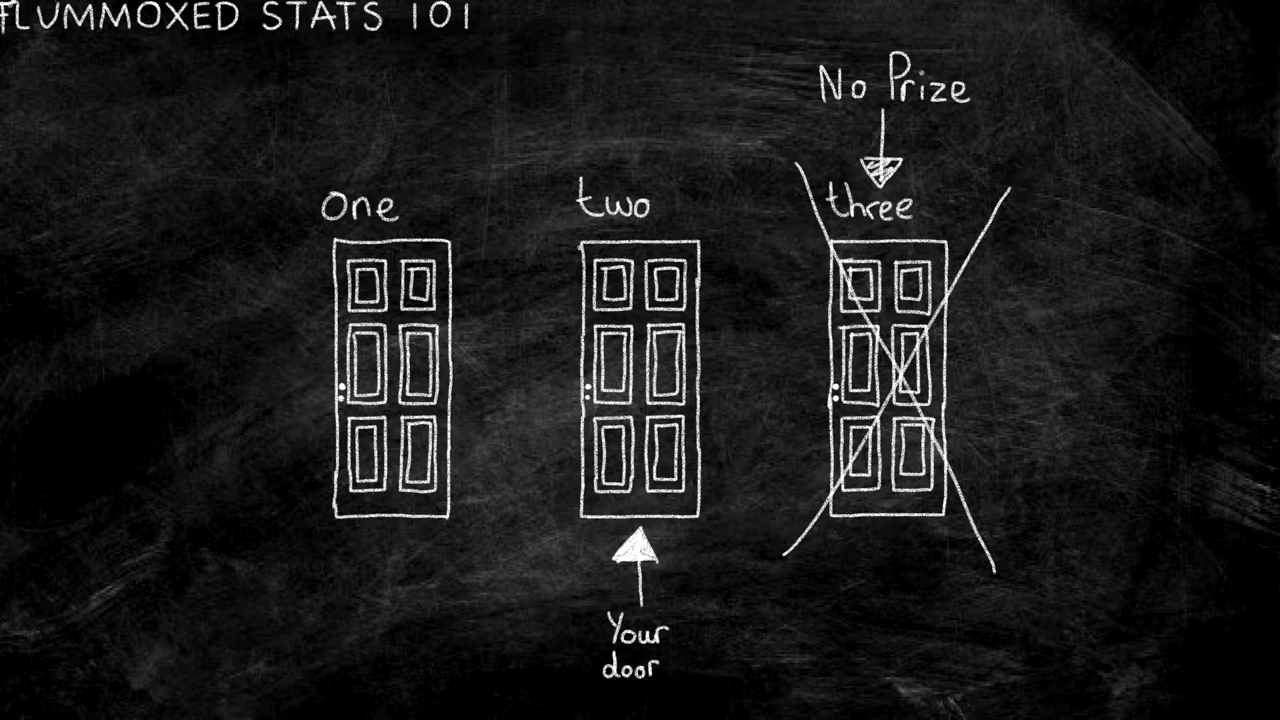 FLUMMOXED STATS 101
No Prize
one
two
three
Your
door